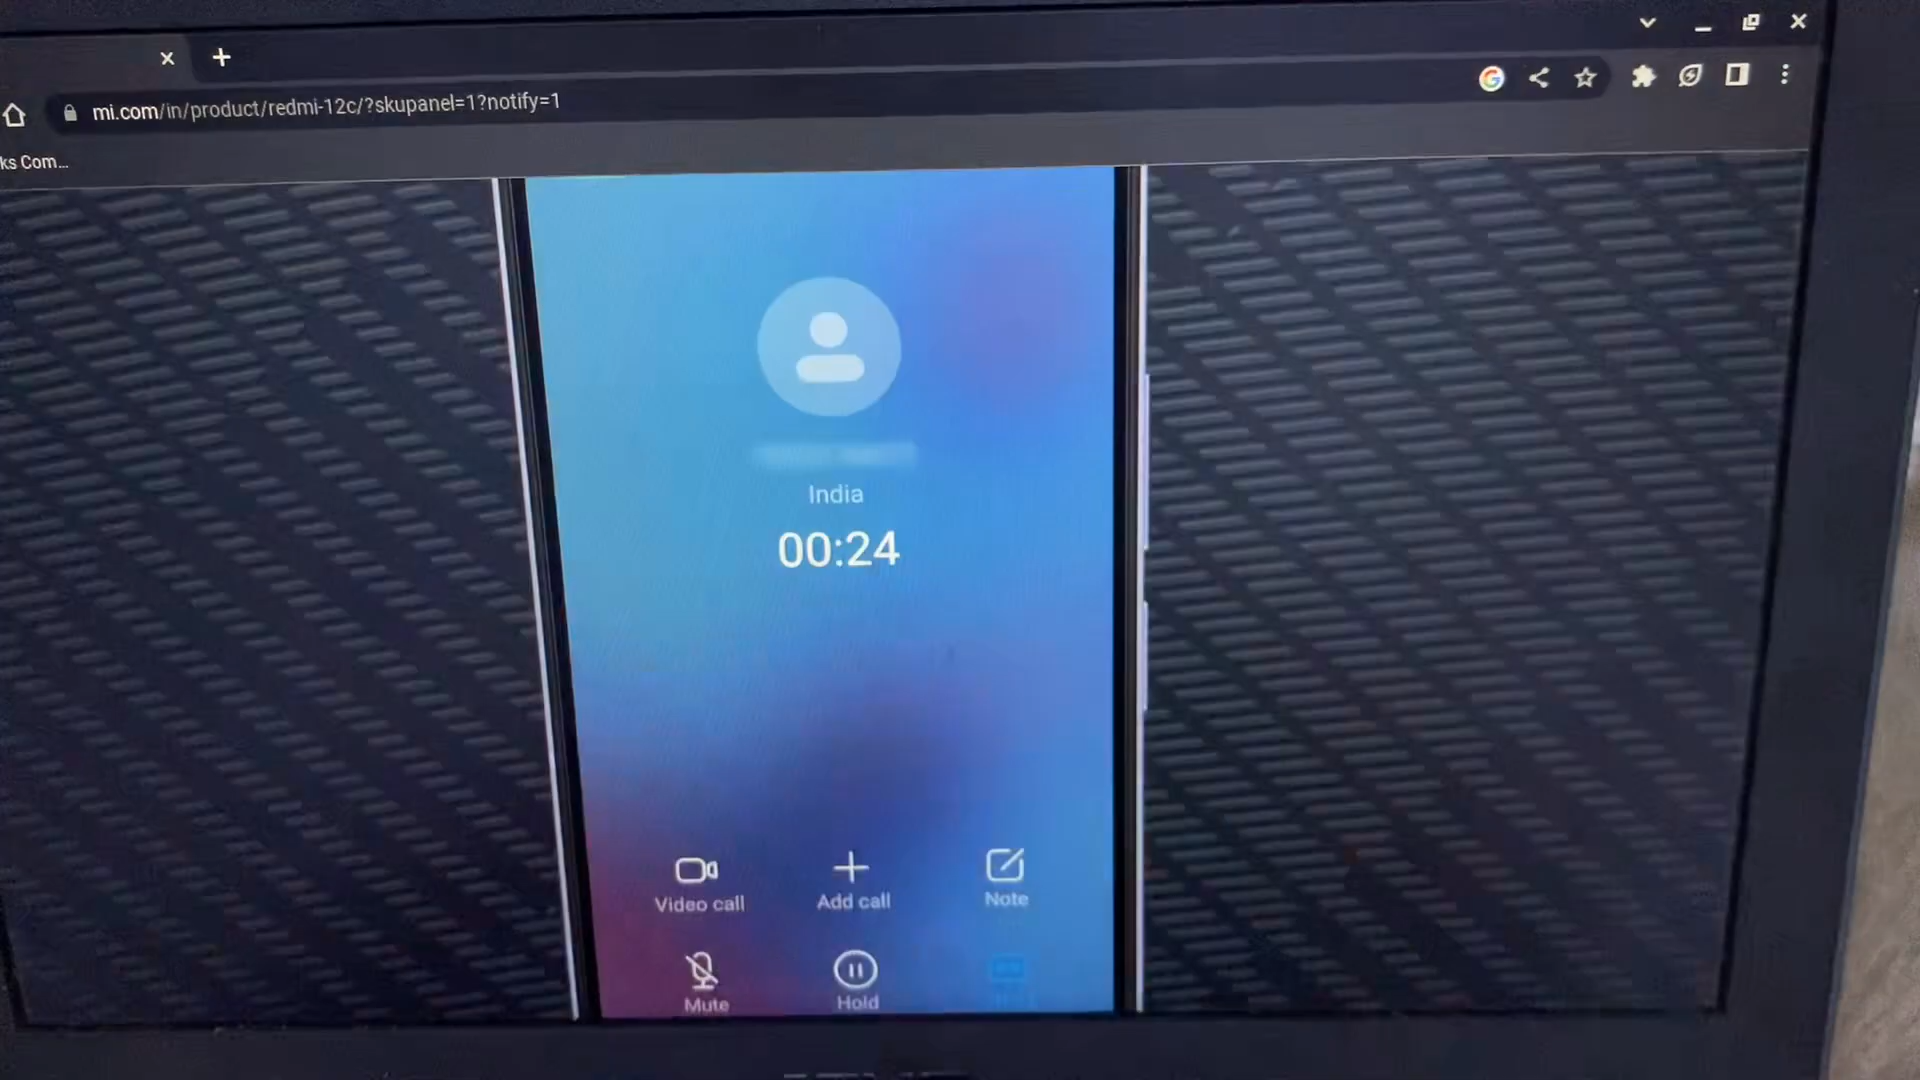 mi.com/in/product/redmi-12c/?skupanel=1?notify=1
ks Com...
India
00:24
Video call
Add call
Note
Mute
Hold